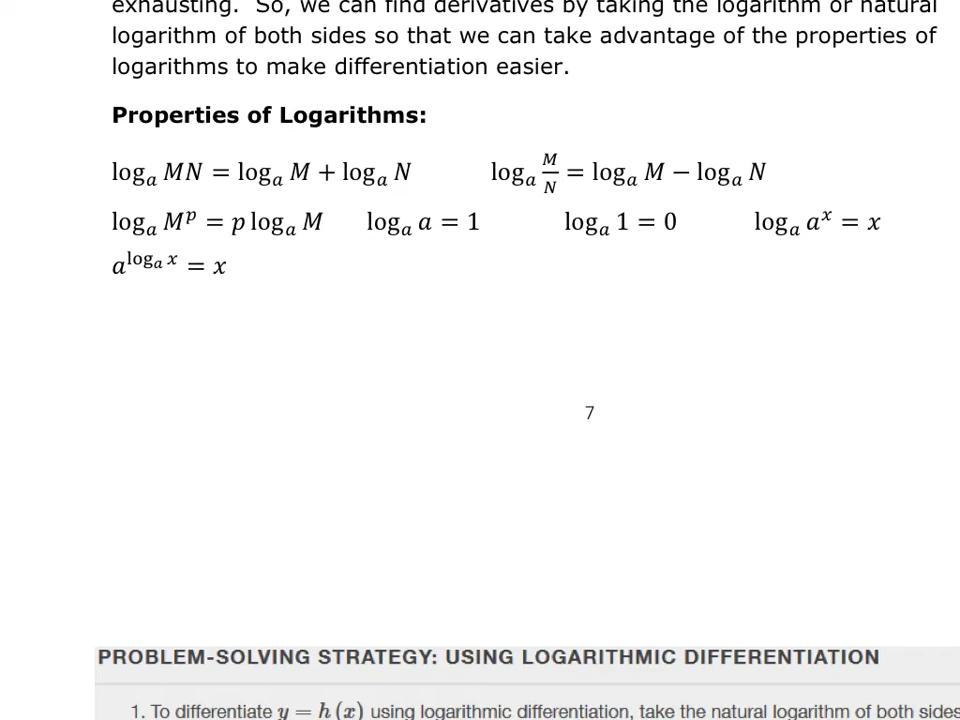 exhausting.  So, we can find derivatives by taking the logarithm or natural
logarithm of both sides so that we can take advantage of the properties of
logarithms to make differentiation easier.
Properties of Logarithms:
logₐ MN = logₐ M + logₐ N    logₐ M/N = logₐ M − logₐ N
logₐ Mᵖ = p logₐ M    logₐ a = 1    logₐ 1 = 0    logₐ aˣ = x
a^(logₐ x) = x
7
PROBLEM-SOLVING STRATEGY: USING LOGARITHMIC DIFFERENTIATION
1. To differentiate y = h (x) using logarithmic differentiation, take the natural logarithm of both sides